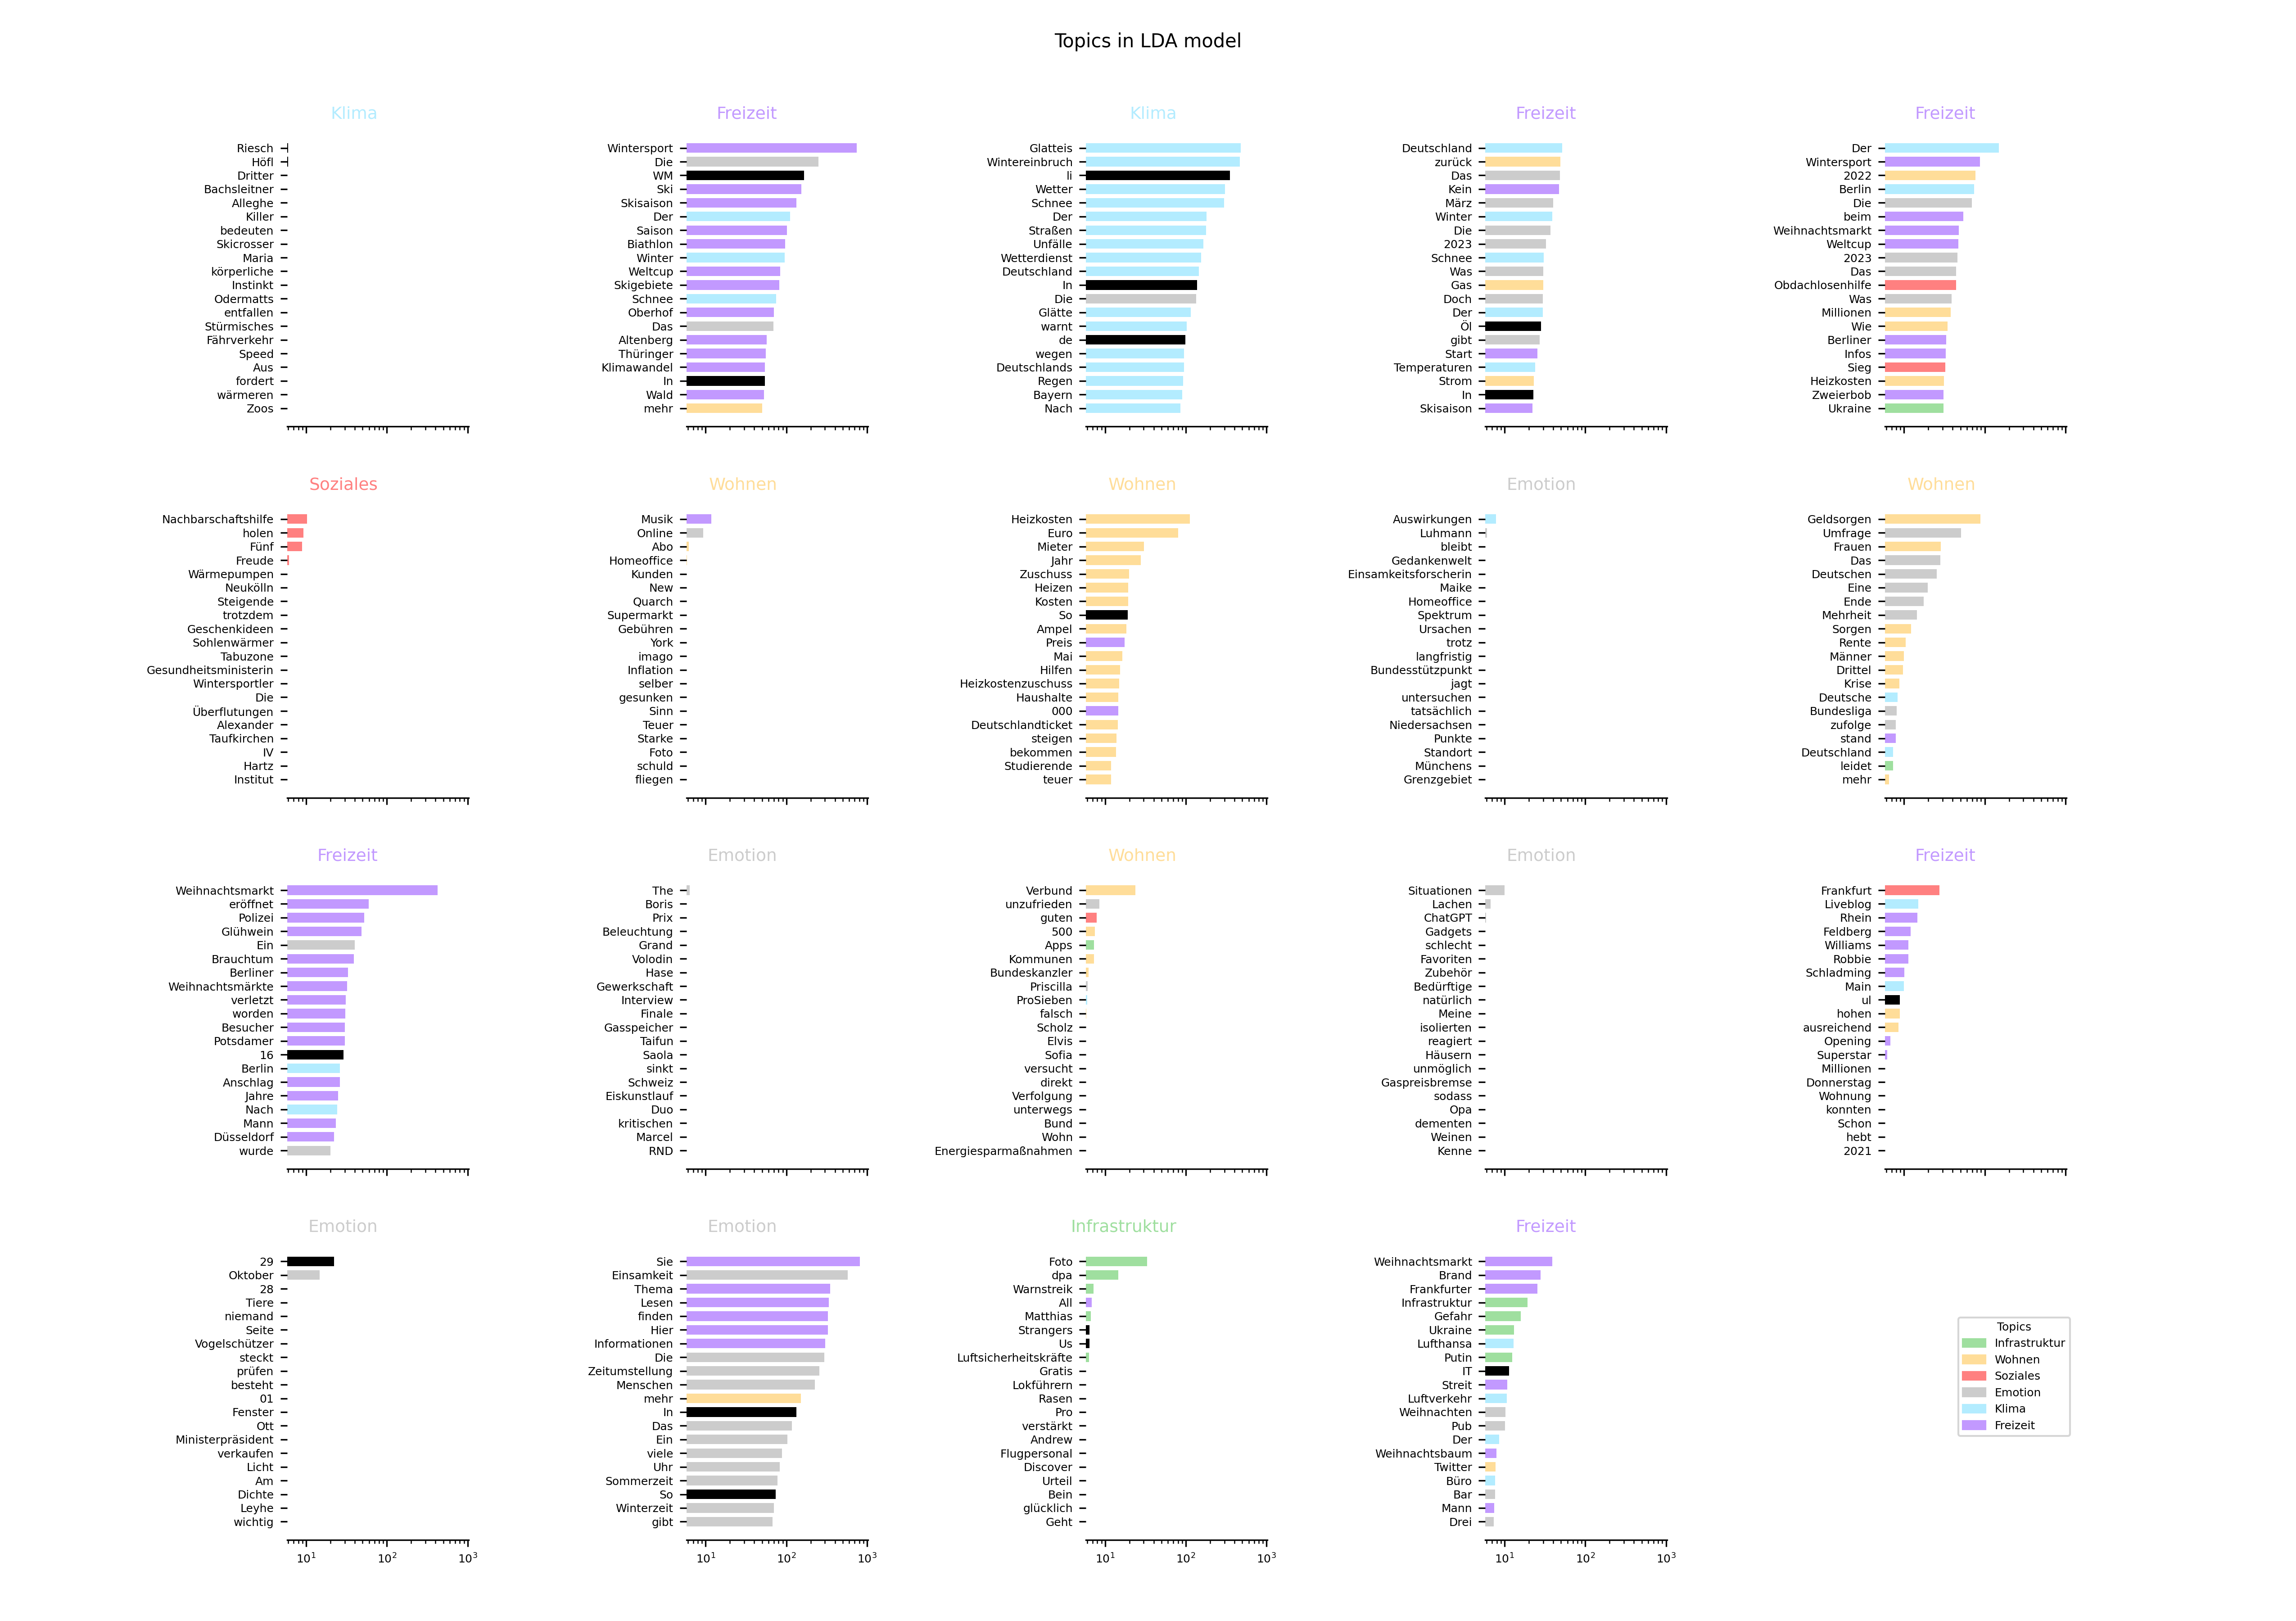 Topics in LDA model
Klima
Riesch
Höfl
Dritter
Bachsleitner
Alleghe
Killer
bedeuten
Skicrosser
Maria
körperliche
Instinkt
Odermatts
entfallen
Stürmisches
Fährverkehr
Speed
Aus
fordert
wärmeren
Zoos
Freizeit
Wintersport
Die
WM
Ski
Skisaison
Der
Saison
Biathlon
Winter
Weltcup
Skigebiete
Schnee
Oberhof
Das
Altenberg
Thüringer
Klimawandel
In
Wald
mehr
Klima
Glatteis
Wintereinbruch
li
Wetter
Schnee
Der
Straßen
Unfälle
Wetterdienst
Deutschland
In
Die
Glätte
warnt
de
wegen
Deutschlands
Regen
Bayern
Nach
Freizeit
Deutschland
zurück
Das
Kein
März
Winter
Die
2023
Schnee
Was
Gas
Doch
Der
Öl
gibt
Start
Temperaturen
Strom
In
Skisaison
Freizeit
Der
Wintersport
2022
Berlin
Die
beim
Weihnachtsmarkt
Weltcup
2023
Das
Obdachlosenhilfe
Was
Millionen
Wie
Berliner
Infos
Sieg
Heizkosten
Zweierbob
Ukraine
Soziales
Nachbarschaftshilfe
holen
Fünf
Freude
Wärmepumpen
Neukölln
Steigende
trotzdem
Geschenkideen
Sohlenwärmer
Tabuzone
Gesundheitsministerin
Wintersportler
Die
Überflutungen
Alexander
Taufkirchen
IV
Hartz
Institut
Wohnen
Musik
Online
Abo
Homeoffice
Kunden
New
Quarch
Supermarkt
Gebühren
York
imago
Inflation
selber
gesunken
Sinn
Teuer
Starke
Foto
schuld
fliegen
Wohnen
Heizkosten
Euro
Mieter
Jahr
Zuschuss
Heizen
Kosten
So
Ampel
Preis
Mai
Hilfen
Heizkostenzuschuss
Haushalte
000
Deutschlandticket
steigen
bekommen
Studierende
teuer
Emotion
Auswirkungen
Luhmann
bleibt
Gedankenwelt
Einsamkeitsforscherin
Maike
Homeoffice
Spektrum
Ursachen
trotz
langfristig
Bundesstützpunkt
jagt
untersuchen
tatsächlich
Niedersachsen
Punkte
Standort
Münchens
Grenzgebiet
Wohnen
Geldsorgen
Umfrage
Frauen
Das
Deutschen
Eine
Ende
Mehrheit
Sorgen
Rente
Männer
Drittel
Krise
Deutsche
Bundesliga
zufolge
stand
Deutschland
leidet
mehr
Freizeit
Weihnachtsmarkt
eröffnet
Polizei
Glühwein
Ein
Brauchtum
Berliner
Weihnachtsmärkte
verletzt
worden
Besucher
Potsdamer
16
Berlin
Anschlag
Jahre
Nach
Mann
Düsseldorf
wurde
Emotion
The
Boris
Prix
Beleuchtung
Grand
Volodin
Hase
Gewerkschaft
Interview
Finale
Gasspeicher
Taifun
Saola
sinkt
Schweiz
Eiskunstlauf
Duo
kritischen
Marcel
RND
Wohnen
Verbund
unzufrieden
guten
500
Apps
Kommunen
Bundeskanzler
Priscilla
ProSieben
falsch
Scholz
Elvis
Sofia
versucht
direkt
Verfolgung
unterwegs
Bund
Wohn
Energiesparmaßnahmen
Emotion
Situationen
Lachen
ChatGPT
Gadgets
schlecht
Favoriten
Zubehör
Bedürftige
natürlich
Meine
isolierten
reagiert
Häusern
unmöglich
Gaspreisbremse
sodass
Opa
dementen
Weinen
Kenne
Freizeit
Frankfurt
Liveblog
Rhein
Feldberg
Williams
Robbie
Schladming
Main
ul
hohen
ausreichend
Opening
Superstar
Millionen
Donnerstag
Wohnung
konnten
Schon
hebt
2021
Emotion
29
Oktober
28
Tiere
niemand
Seite
Vogelschützer
steckt
prüfen
besteht
01
Fenster
Ott
Ministerpräsident
verkaufen
Licht
Am
Dichte
Leyhe
wichtig
10¹ 10² 10³
Emotion
Sie
Einsamkeit
Thema
Lesen
finden
Hier
Informationen
Die
Zeitumstellung
Menschen
mehr
In
Das
Ein
viele
Uhr
Sommerzeit
So
Winterzeit
gibt
10¹ 10² 10³
Infrastruktur
Foto
dpa
Warnstreik
All
Matthias
Strangers
Us
Luftsicherheitskräfte
Gratis
Lokführern
Rasen
Pro
verstärkt
Andrew
Flugpersonal
Discover
Urteil
Bein
glücklich
Geht
10¹ 10² 10³
Freizeit
Weihnachtsmarkt
Brand
Frankfurter
Infrastruktur
Gefahr
Ukraine
Lufthansa
Putin
IT
Streit
Luftverkehr
Weihnachten
Pub
Der
Weihnachtsbaum
Twitter
Büro
Bar
Mann
Drei
10¹ 10² 10³
Topics
Infrastruktur
Wohnen
Soziales
Emotion
Klima
Freizeit